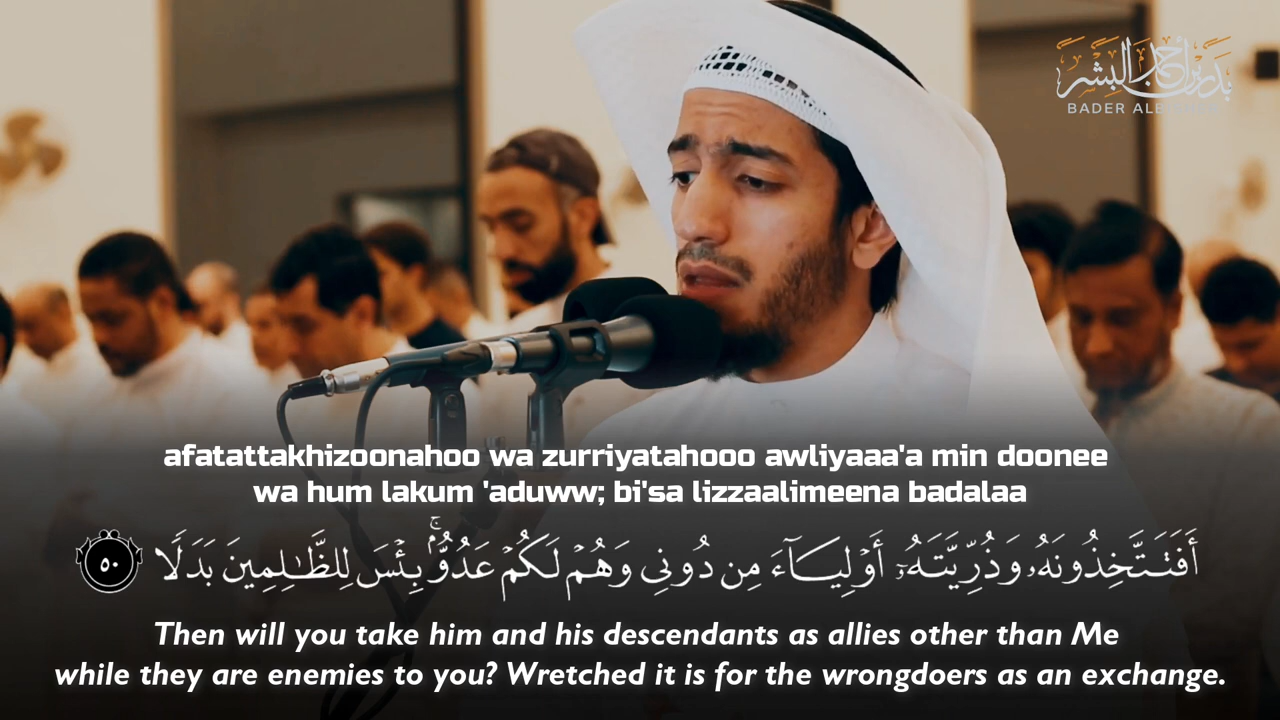 بدر بن أحمد البشر
BADER
afatattakhizoonahoo wa zurriyatahooo awliyaaa'a min doonee
wa hum lakum 'aduww; bi'sa lizzaalimeena badalaa
أَفَتَتَّخِذُونَهُۥ وَذُرِّيَّتَهُۥٓ أَوۡلِيَآءَ مِن دُونِى وَهُمۡ لَكُمۡ عَدُوُّۢۚ بِئۡسَ لِلظَّـٰلِمِينَ بَدَلًا ٥٠
Then will you take him and his descendants as allies other than Me
while they are enemies to you? Wretched it is for the wrongdoers as an exchange.